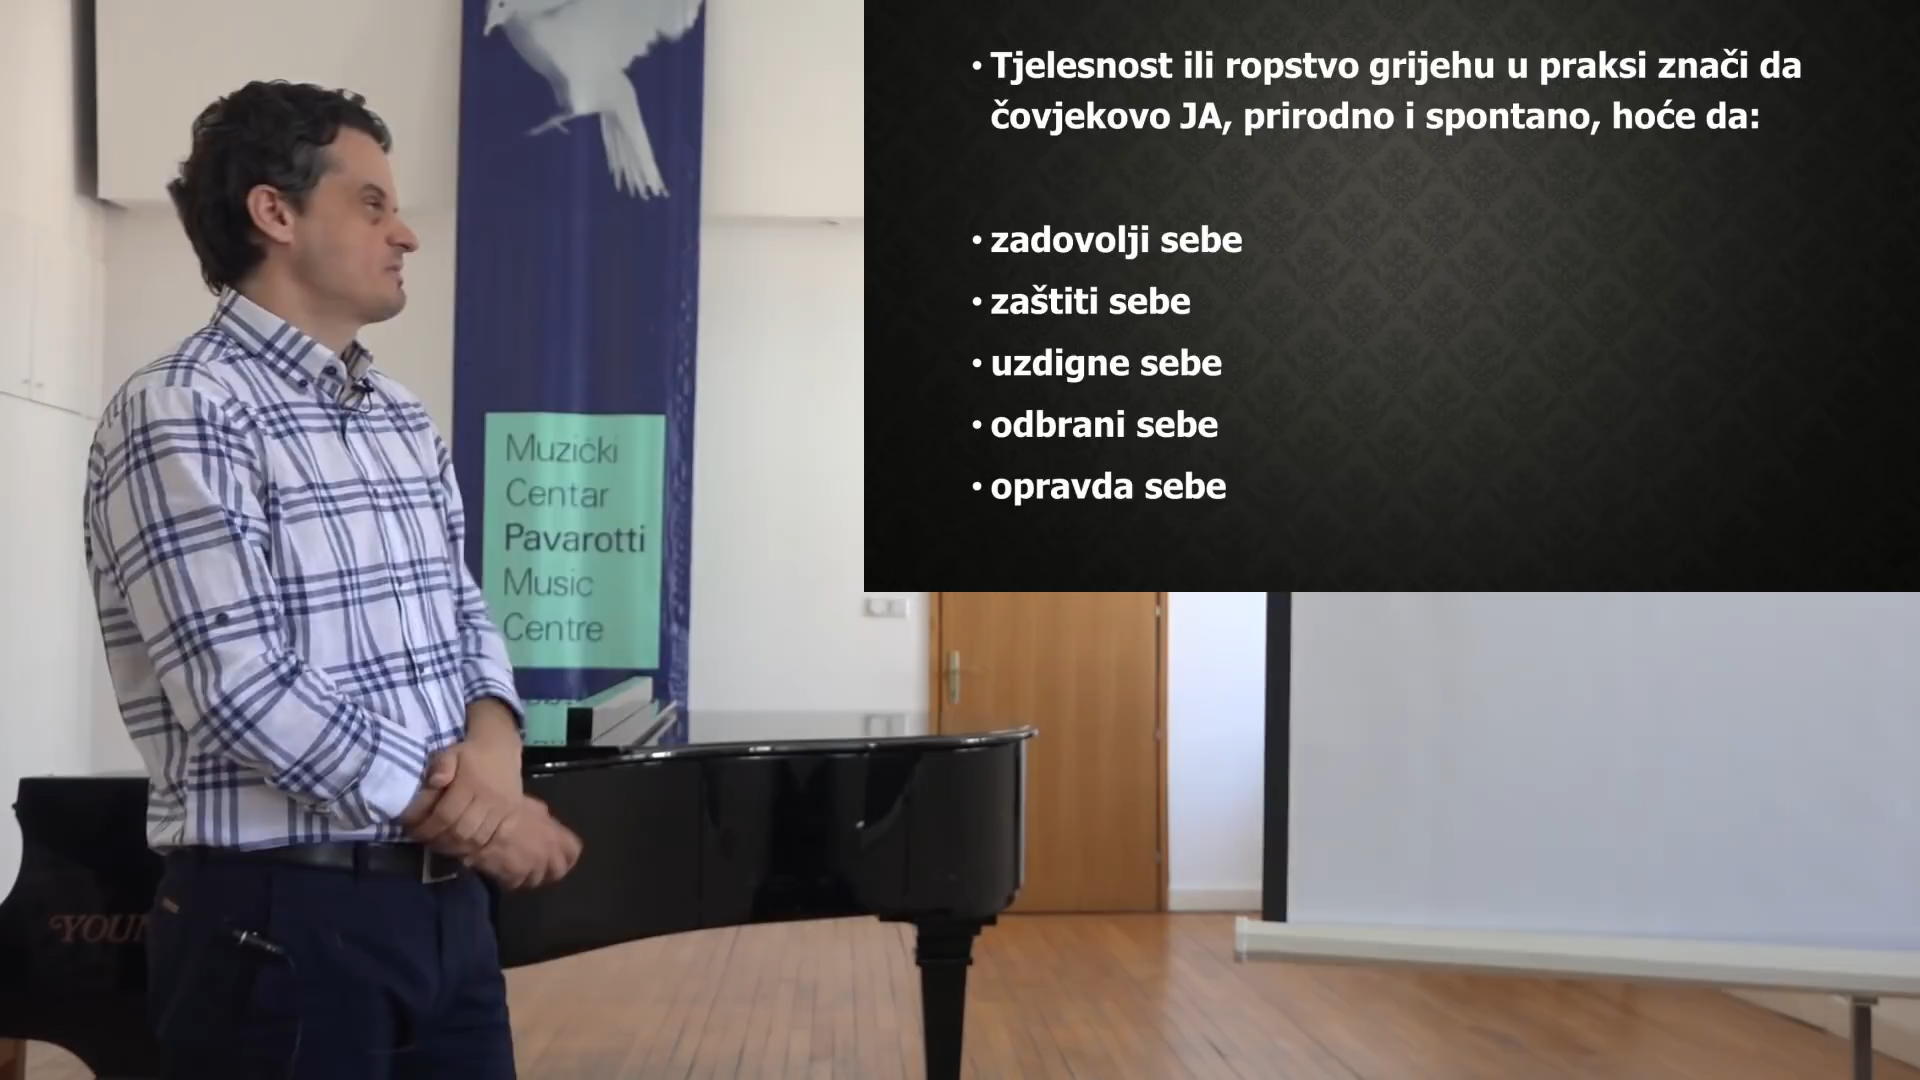 • Tjelesnost ili ropstvo grijehu u praksi znači da
čovjekovo JA, prirodno i spontano, hoće da:
• zadovolji sebe
• zaštiti sebe
• uzdigne sebe
• odbrani sebe
• opravda sebe
Muzički
Centar
Pavarotti
Music
Centre
YOUN